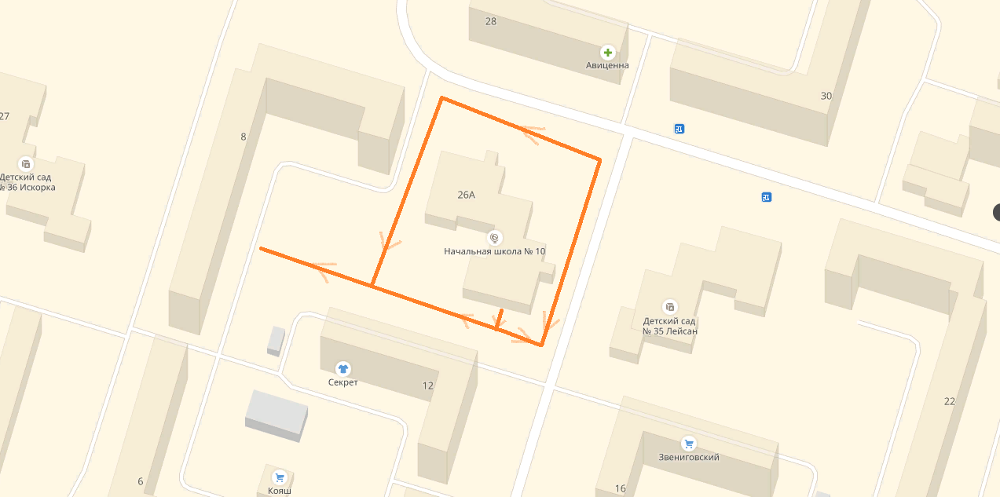 28
Авиценна
30
27
8
Детский сад
№ 36 Искорка
26А
Начальная школа № 10
Детский сад
№ 35 Лейсан
Секрет
12
22
Звениговский
6
Кояш
16